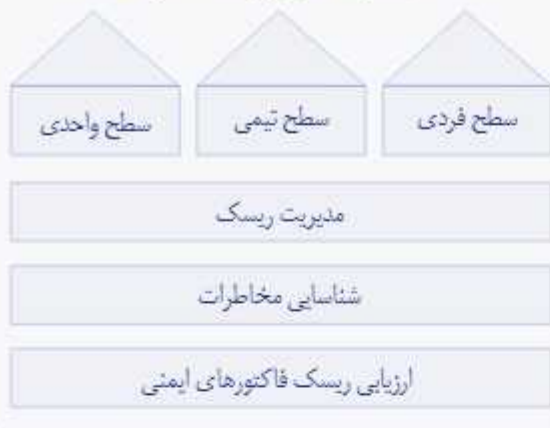 سطح فردی
سطح تیمی
سطح واحدی
مدیریت ریسک
شناسایی مخاطرات
ارزیابی ریسک فاکتورهای ایمنی